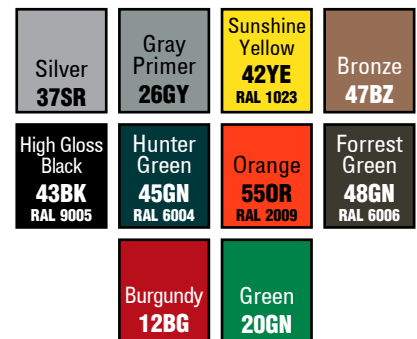 Silver
37SR
Gray
Primer
26GY
Sunshine
Yellow
42YE
RAL 1023
Bronze
47BZ
High Gloss
Black
43BK
RAL 9005
Hunter
Green
45GN
RAL 6004
Orange
55OR
RAL 2009
Forrest
Green
48GN
RAL 6006
Burgundy
12BG
Green
20GN